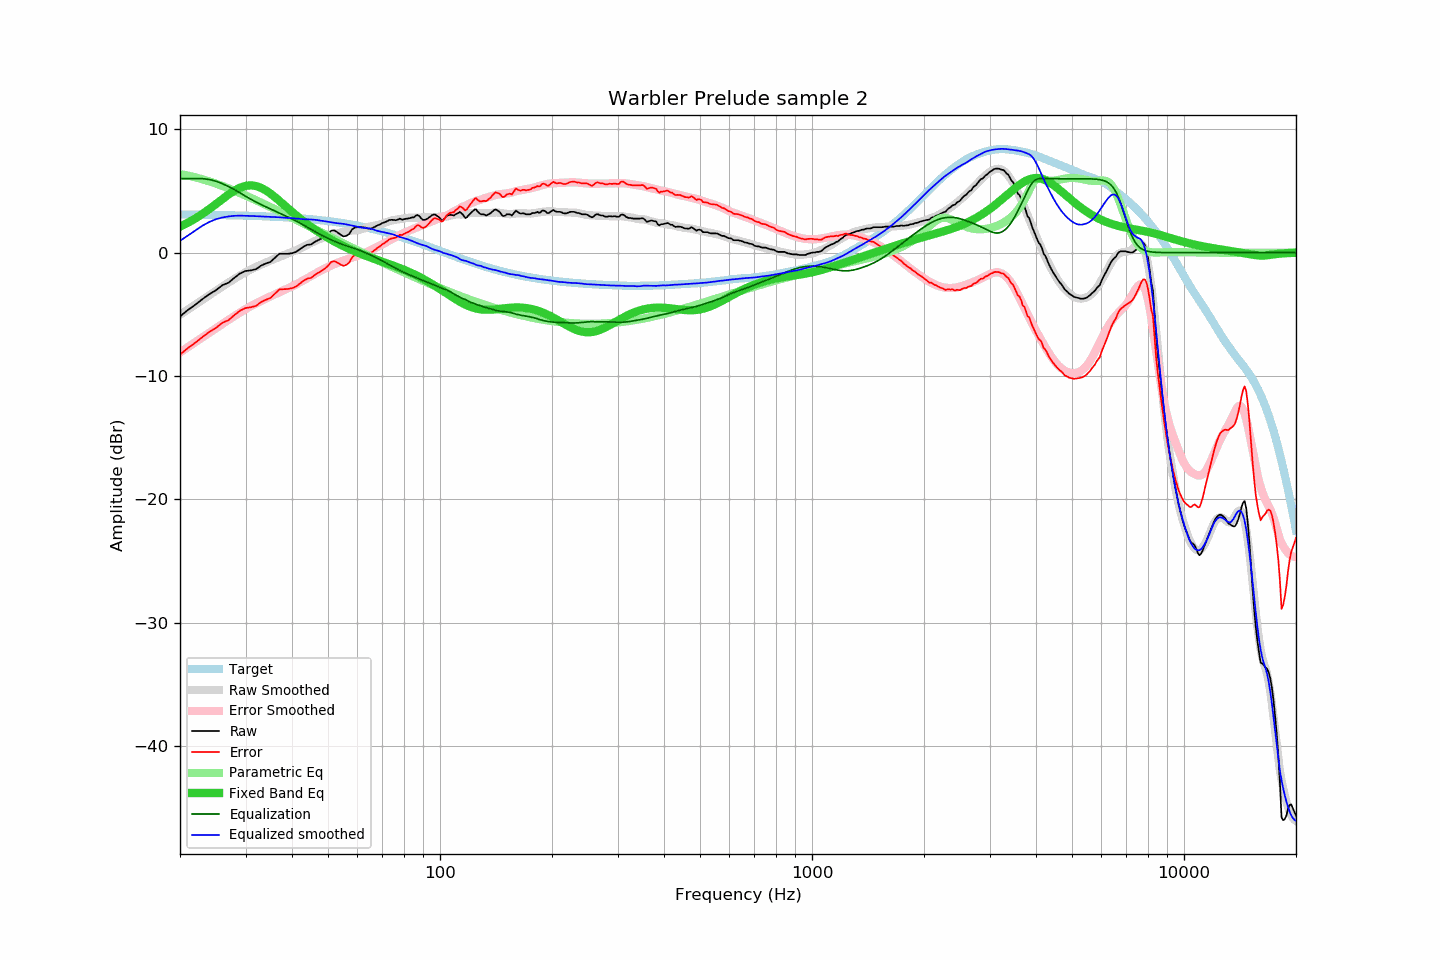 Warbler Prelude sample 2
10
0
−10
−20
−30
−40
Amplitude (dBr)
Target
Raw Smoothed
Error Smoothed
Raw
Error
Parametric Eq
Fixed Band Eq
Equalization
Equalized smoothed
100
1000
10000
Frequency (Hz)